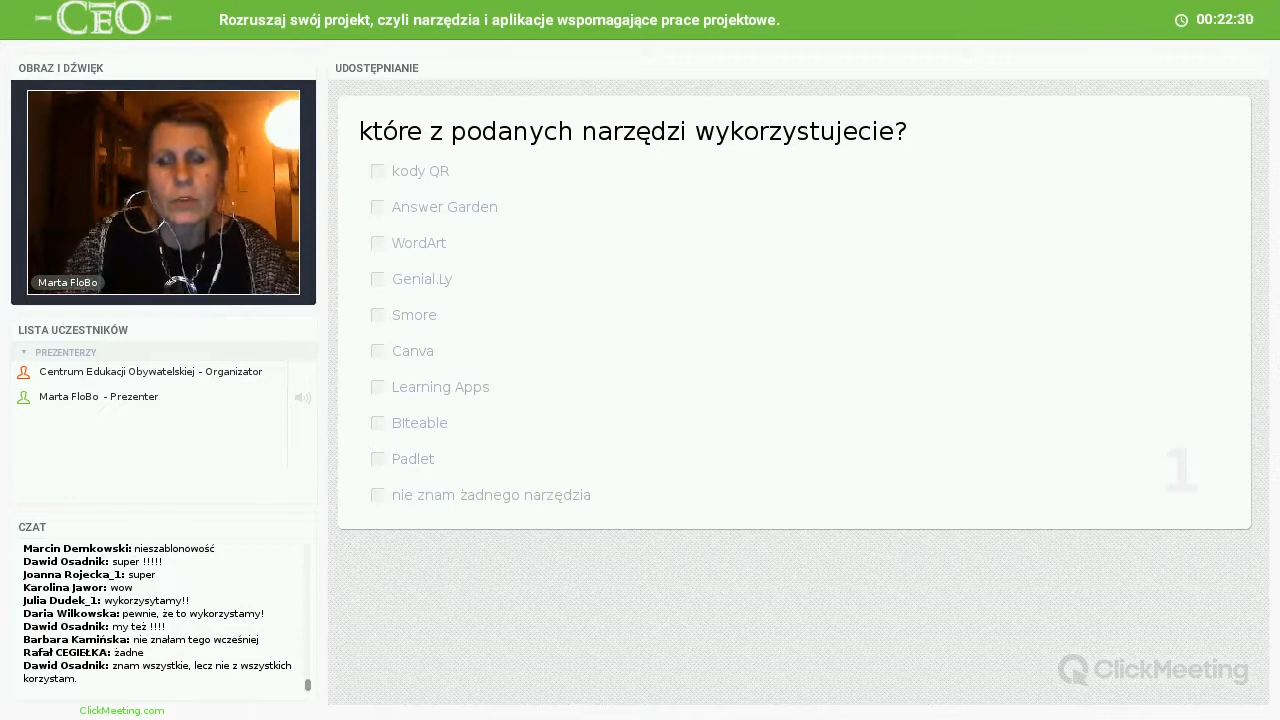 CEO
Rozruszaj swój projekt, czyli narzędzia i aplikacje wspomagające prace projektowe.
00:22:30
OBRAZ I DŹWIĘK
Marta FloBo
LISTA UCZESTNIKÓW
PREZENTERZY
Centrum Edukacji Obywatelskiej - Organizator
Marta FloBo - Prezenter
CZAT
Marcin Demkowski: nieszablonowość
Dawid Osadnik: super !!!!!
Joanna Rojecka_1: super
Karolina Jawor: wow
Julia Dudek_1: wykorzysytamy!!
Daria Wilkowska: pewnie, że to wykorzystamy!
Dawid Osadnik: my też !!!!
Barbara Kamińska: nie znałam tego wcześniej
Rafał CEGIEŁKA: żadne
Dawid Osadnik: znam wszystkie, lecz nie z wszystkich
korzystam.
ClickMeeting.com
UDOSTĘPNIANIE
które z podanych narzędzi wykorzystujecie?
kody QR
Answer Garden
WordArt
Genial.Ly
Smore
Canva
Learning Apps
BIteable
Padlet
nie znam żadnego narzędzia
1
ClickMeeting